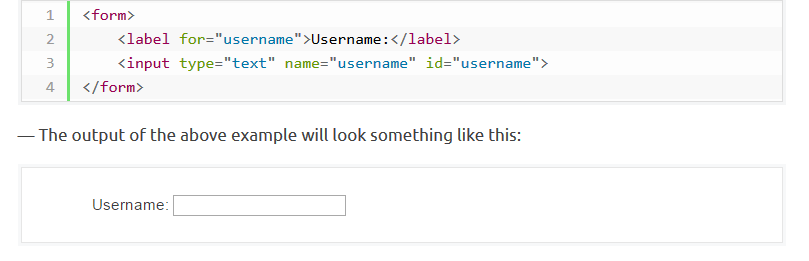 1 <form>
2     <label for="username">Username:</label>
3     <input type="text" name="username" id="username">
4 </form>
— The output of the above example will look something like this:
Username: